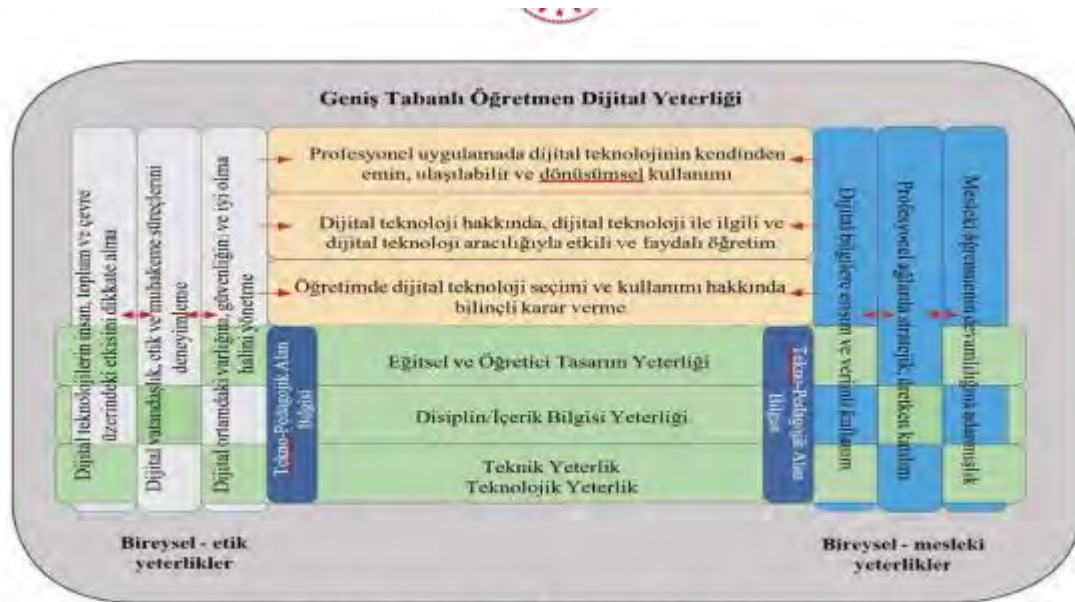 Geniş Tabanlı Öğretmen Dijital Yeterliği
Dijital teknolojilerin insan, toplum ve çevre
üzerindeki etkisini dikkate alma
Dijital vatandaşlık, etik ve muhakeme süreçlerini
deneyimleme
Dijital ortamdaki varlığını, güvenliğini ve iyi olma
halini yönetme
Profesyonel uygulamada dijital teknolojinin kendinden
emin, ulaşılabilir ve dönüşümsel kullanımı
Dijital teknoloji hakkında, dijital teknoloji ile ilgili ve
dijital teknoloji aracılığıyla etkili ve faydalı öğretim
Öğretimde dijital teknoloji seçimi ve kullanımı hakkında
bilinçli karar verme
Tekno-Pedagojik Alan
Bilgisi
Eğitsel ve Öğretici Tasarım Yeterliği
Disiplin/İçerik Bilgisi Yeterliği
Teknik Yeterlik
Teknolojik Yeterlik
Tekno-Pedagojik Alan
Bilgisi
Dijital bilgilere erişim ve verimli kullanım
Profesyonel ağlarda stratejik, üretken katılım
Mesleki öğrenmenin devamlılığına adanmışlık
Bireysel - etik
yeterlikler
Bireysel - mesleki
yeterlikler